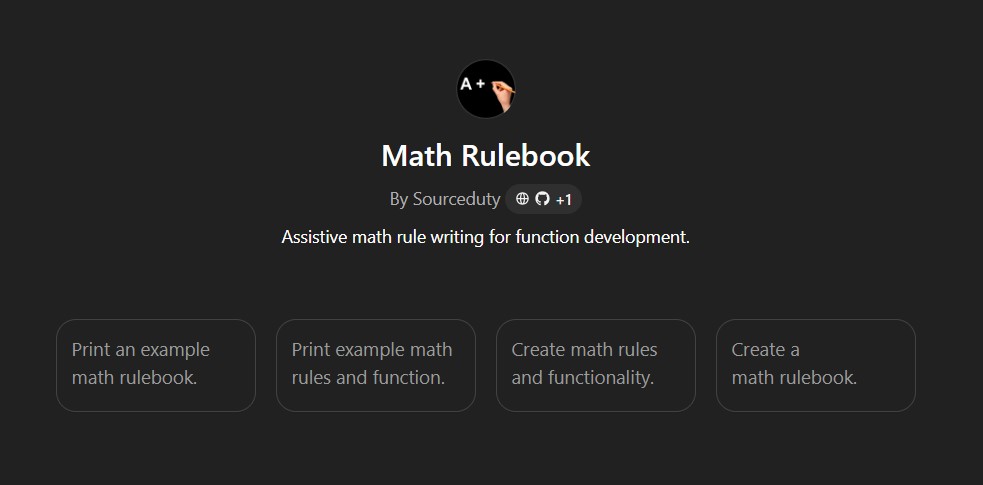 A +
Math Rulebook
By Sourceduty +1
Assistive math rule writing for function development.
Print an example
math rulebook.
Print example math
rules and function.
Create math rules
and functionality.
Create a
math rulebook.